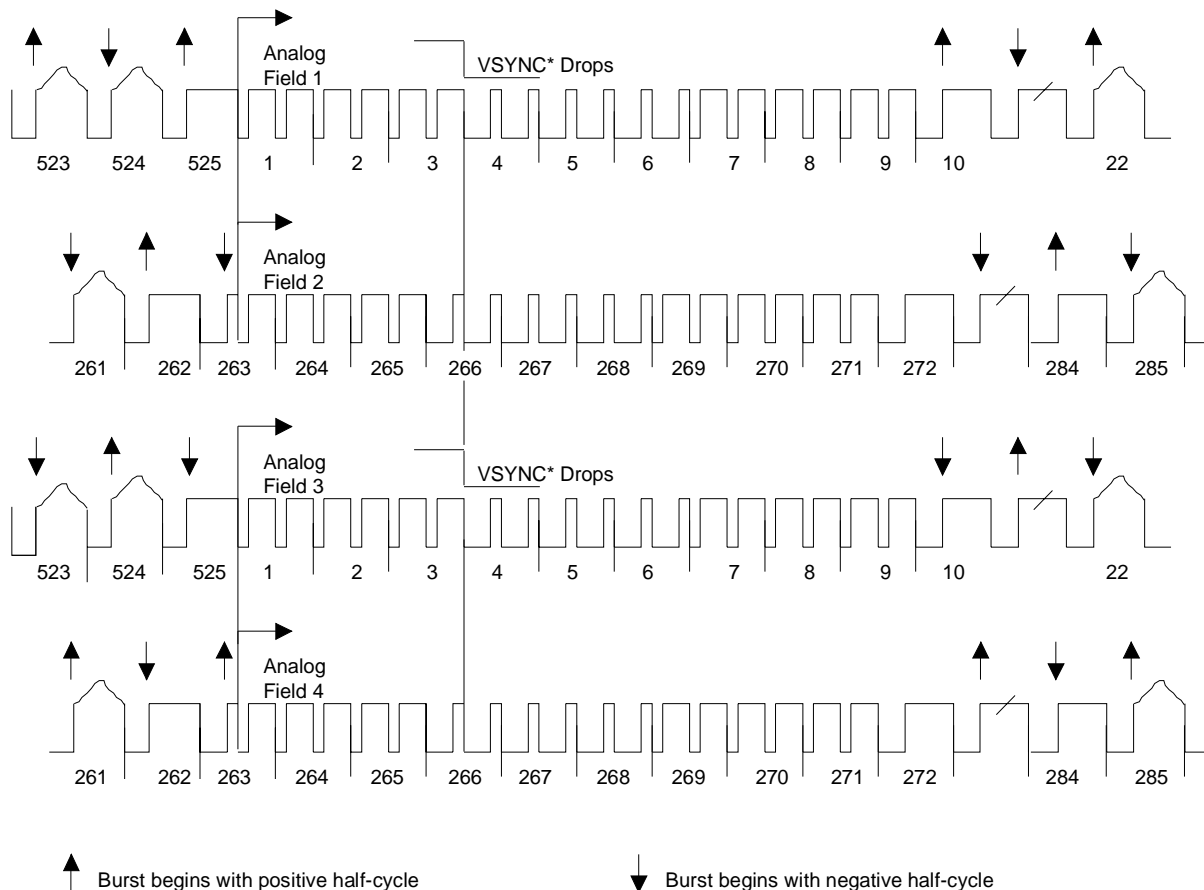 Analog
Field 1
VSYNC* Drops
523 524 525 1 2 3 4 5 6 7 8 9 10 22
Analog
Field 2
261 262 263 264 265 266 267 268 269 270 271 272 284 285
Analog
Field 3
VSYNC* Drops
523 524 525 1 2 3 4 5 6 7 8 9 10 22
Analog
Field 4
261 262 263 264 265 266 267 268 269 270 271 272 284 285
Burst begins with positive half-cycle
Burst begins with negative half-cycle